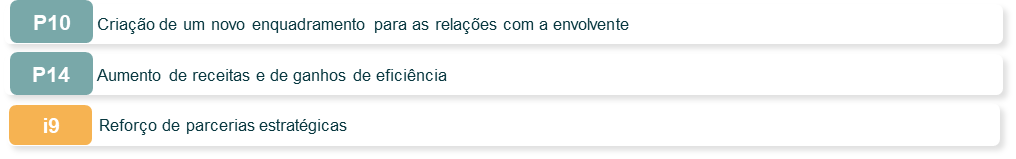 P10 Criação de um novo enquadramento para as relações com a envolvente
P14 Aumento de receitas e de ganhos de eficiência
i9 Reforço de parcerias estratégicas